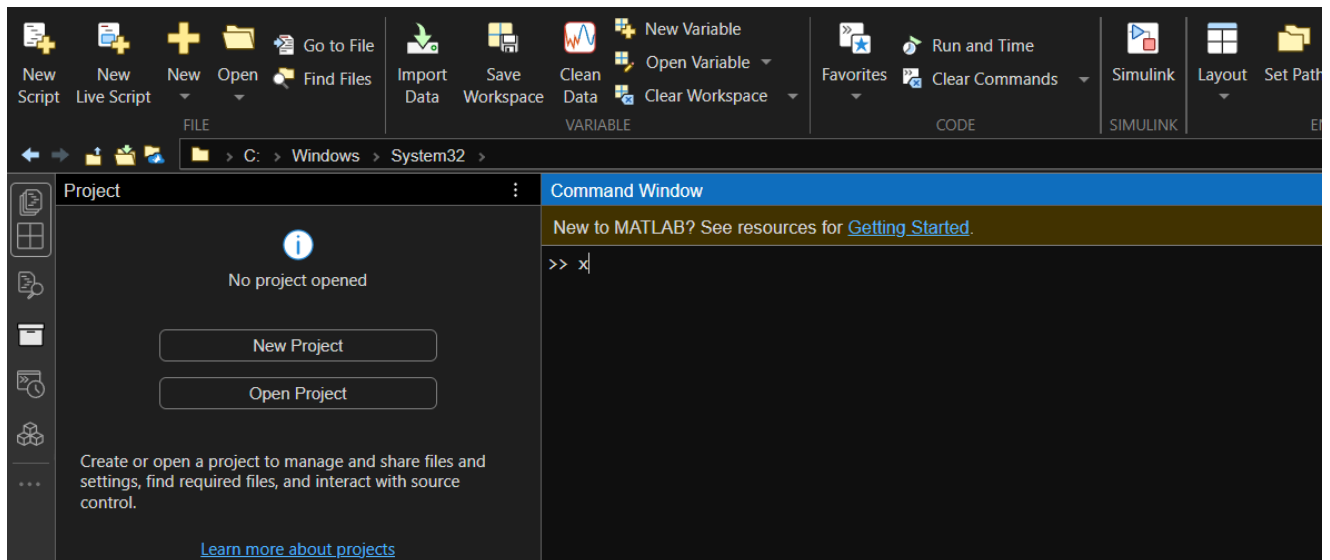 New Script
New Live Script
New
Open
Go to File
Find Files
FILE
Import Data
Save Workspace
Clean Data
New Variable
Open Variable
Clear Workspace
VARIABLE
Favorites
Run and Time
Clear Commands
CODE
Simulink
SIMULINK
Layout
Set Path
> C: > Windows > System32 >
Project
No project opened
New Project
Open Project
Create or open a project to manage and share files and
settings, find required files, and interact with source
control.
Learn more about projects
Command Window
New to MATLAB? See resources for Getting Started.
>> x